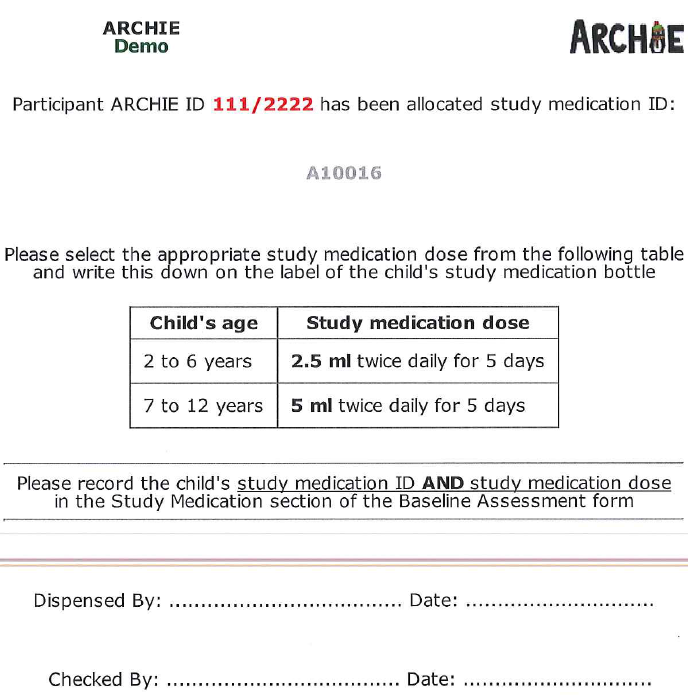 ARCHIE
Demo
ARCHIE
Participant ARCHIE ID 111/2222 has been allocated study medication ID:
A10016
Please select the appropriate study medication dose from the following table
and write this down on the label of the child's study medication bottle
Child's age Study medication dose
2 to 6 years 2.5 ml twice daily for 5 days
7 to 12 years 5 ml twice daily for 5 days
Please record the child's study medication ID AND study medication dose
in the Study Medication section of the Baseline Assessment form
Dispensed By: ..................................... Date: ..............................
Checked By: ..................................... Date: ..............................